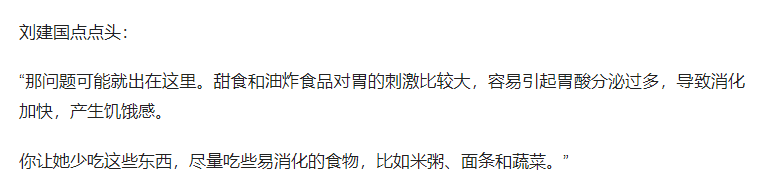 刘建国点点头：
“那问题可能就出在这里。甜食和油炸食品对胃的刺激比较大，容易引起胃酸分泌过多，导致消化
加快，产生饥饿感。
你让她少吃这些东西，尽量吃些易消化的食物，比如米粥、面条和蔬菜。”